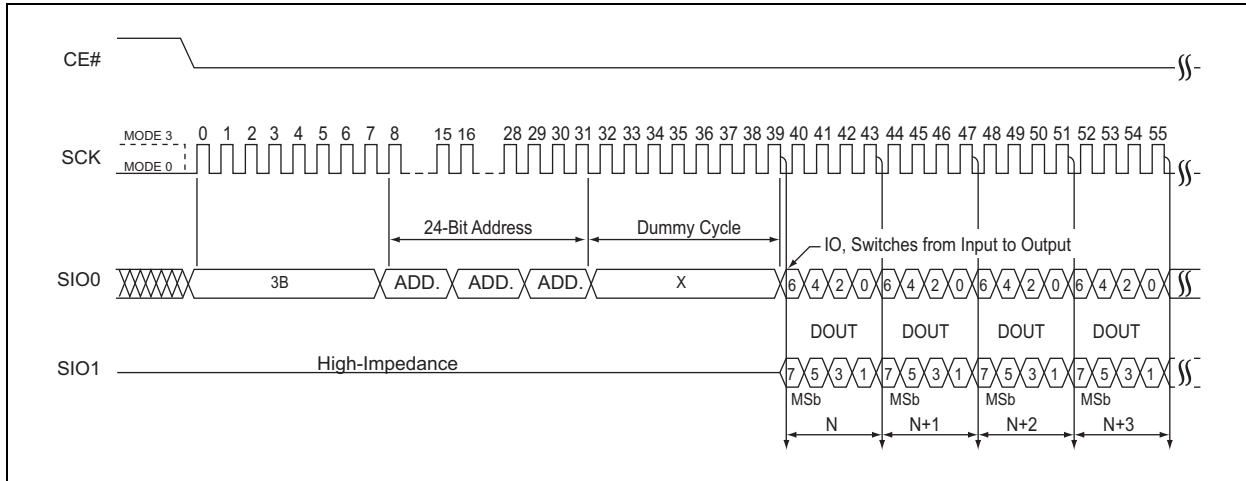 CE#
MODE 3
0 1 2 3 4 5 6 7 8 15 16 28 29 30 31 32 33 34 35 36 37 38 39 40 41 42 43 44 45 46 47 48 49 50 51 52 53 54 55
SCK
MODE 0
24-Bit Address
Dummy Cycle
IO, Switches from Input to Output
SIO0
3B
ADD. ADD. ADD.
X
6 4 2 0 6 4 2 0 6 4 2 0 6 4 2 0
DOUT DOUT DOUT DOUT
SIO1
High-Impedance
7 5 3 1 7 5 3 1 7 5 3 1 7 5 3 1
MSb MSb MSb MSb
N N+1 N+2 N+3